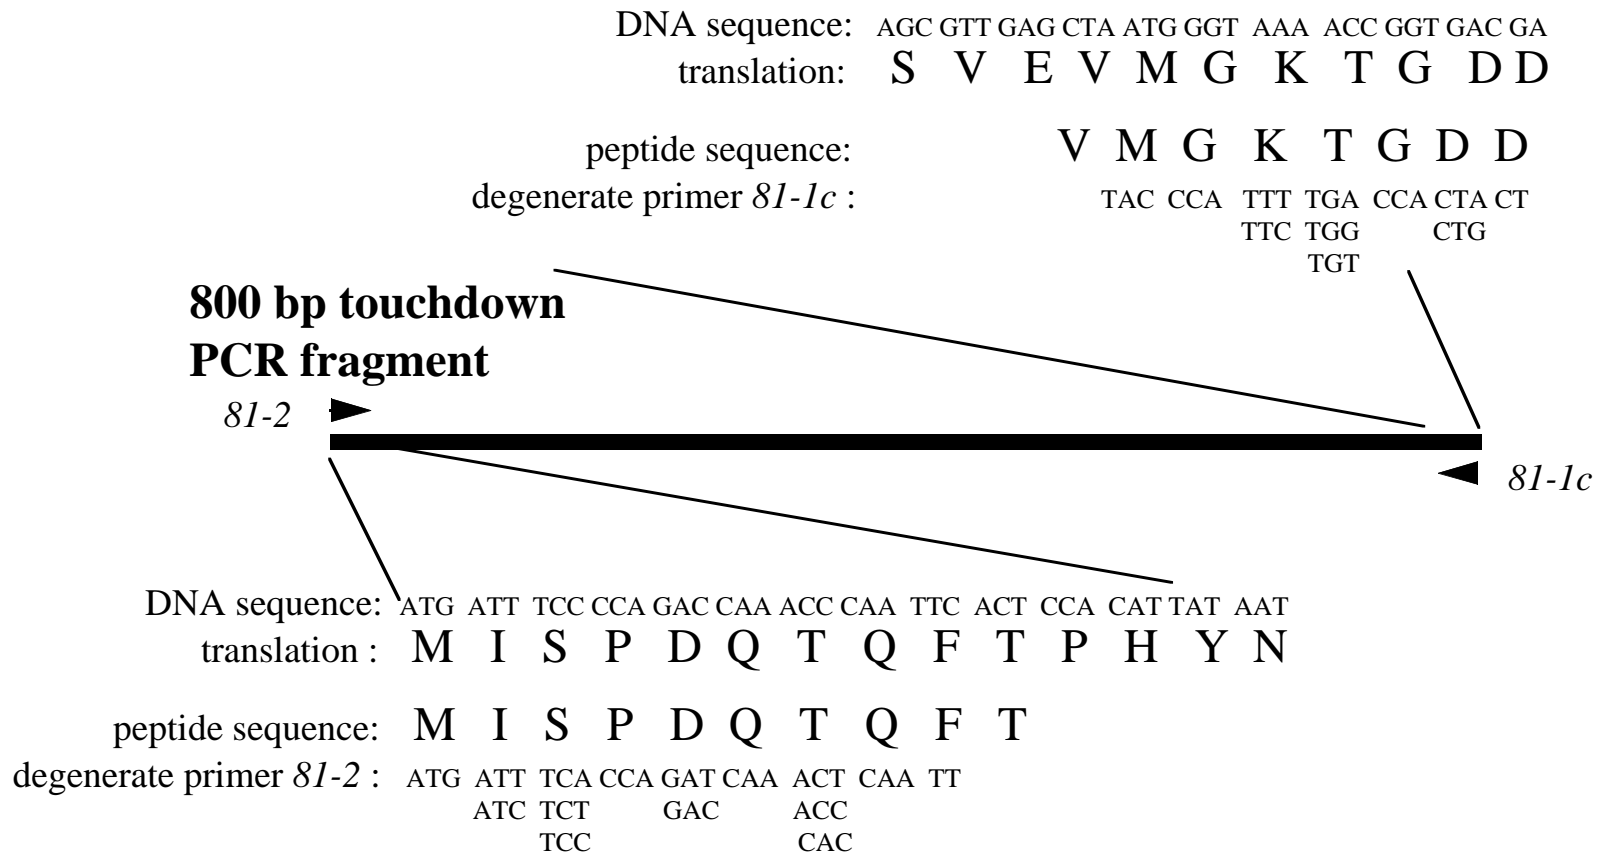 DNA sequence: AGC GTT GAG CTA ATG GGT AAA ACC GGT GAC GA
translation: S V E V M G K T G D D
peptide sequence: V M G K T G D D
degenerate primer 81-1c : TAC CCA TTT TGA CCA CTA CT
TTC TGG CTG
TGT
800 bp touchdown
PCR fragment
81-2
81-1c
DNA sequence: ATG ATT TCC CCA GAC CAA ACC CAA TTC ACT CCA CAT TAT AAT
translation : M I S P D Q T Q F T P H Y N
peptide sequence: M I S P D Q T Q F T
degenerate primer 81-2 : ATG ATT TCA CCA GAT CAA ACT CAA TT
ATC TCT GAC ACC
TCC CAC